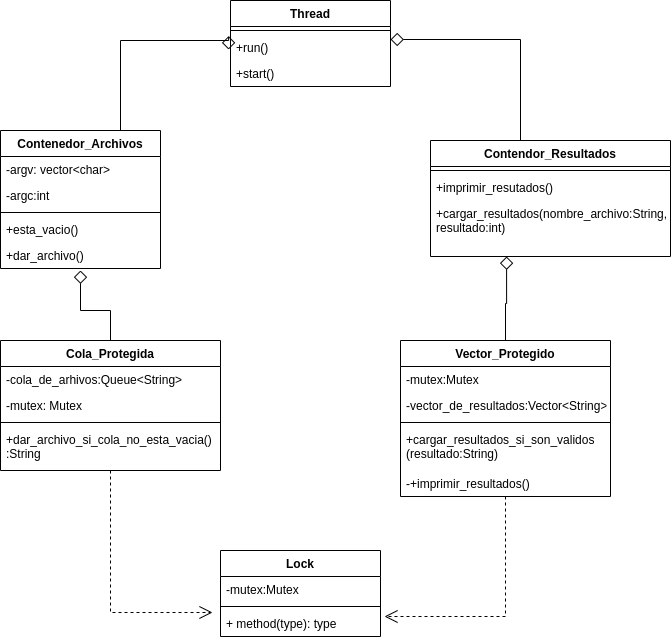 Thread
+run()
+start()
Contenedor_Archivos
-argv: vector<char>
-argc:int
+esta_vacio()
+dar_archivo()
Contendor_Resultados
+imprimir_resutados()
+cargar_resultados(nombre_archivo:String,
resultado:int)
Cola_Protegida
-cola_de_arhivos:Queue<String>
-mutex: Mutex
+dar_archivo_si_cola_no_esta_vacia()
:String
Vector_Protegido
-mutex:Mutex
-vector_de_resultados:Vector<String>
+cargar_resultados_si_son_validos
(resultado:String)
-+imprimir_resultados()
Lock
-mutex:Mutex
+ method(type): type